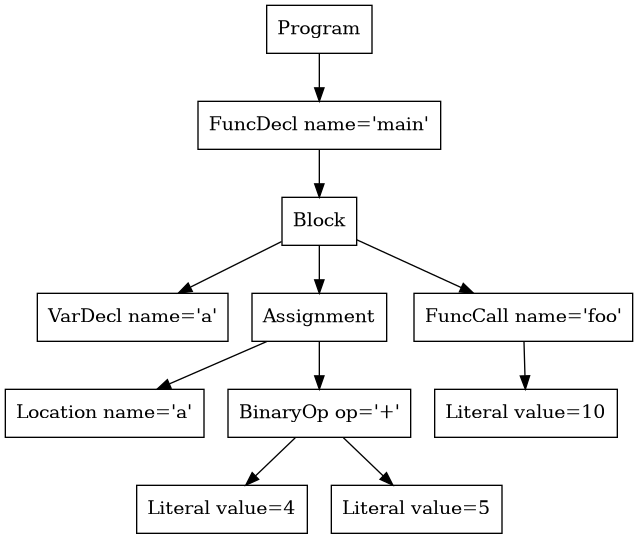 Program
FuncDecl name='main'
Block
VarDecl name='a'
Assignment
FuncCall name='foo'
Location name='a'
BinaryOp op='+'
Literal value=10
Literal value=4
Literal value=5